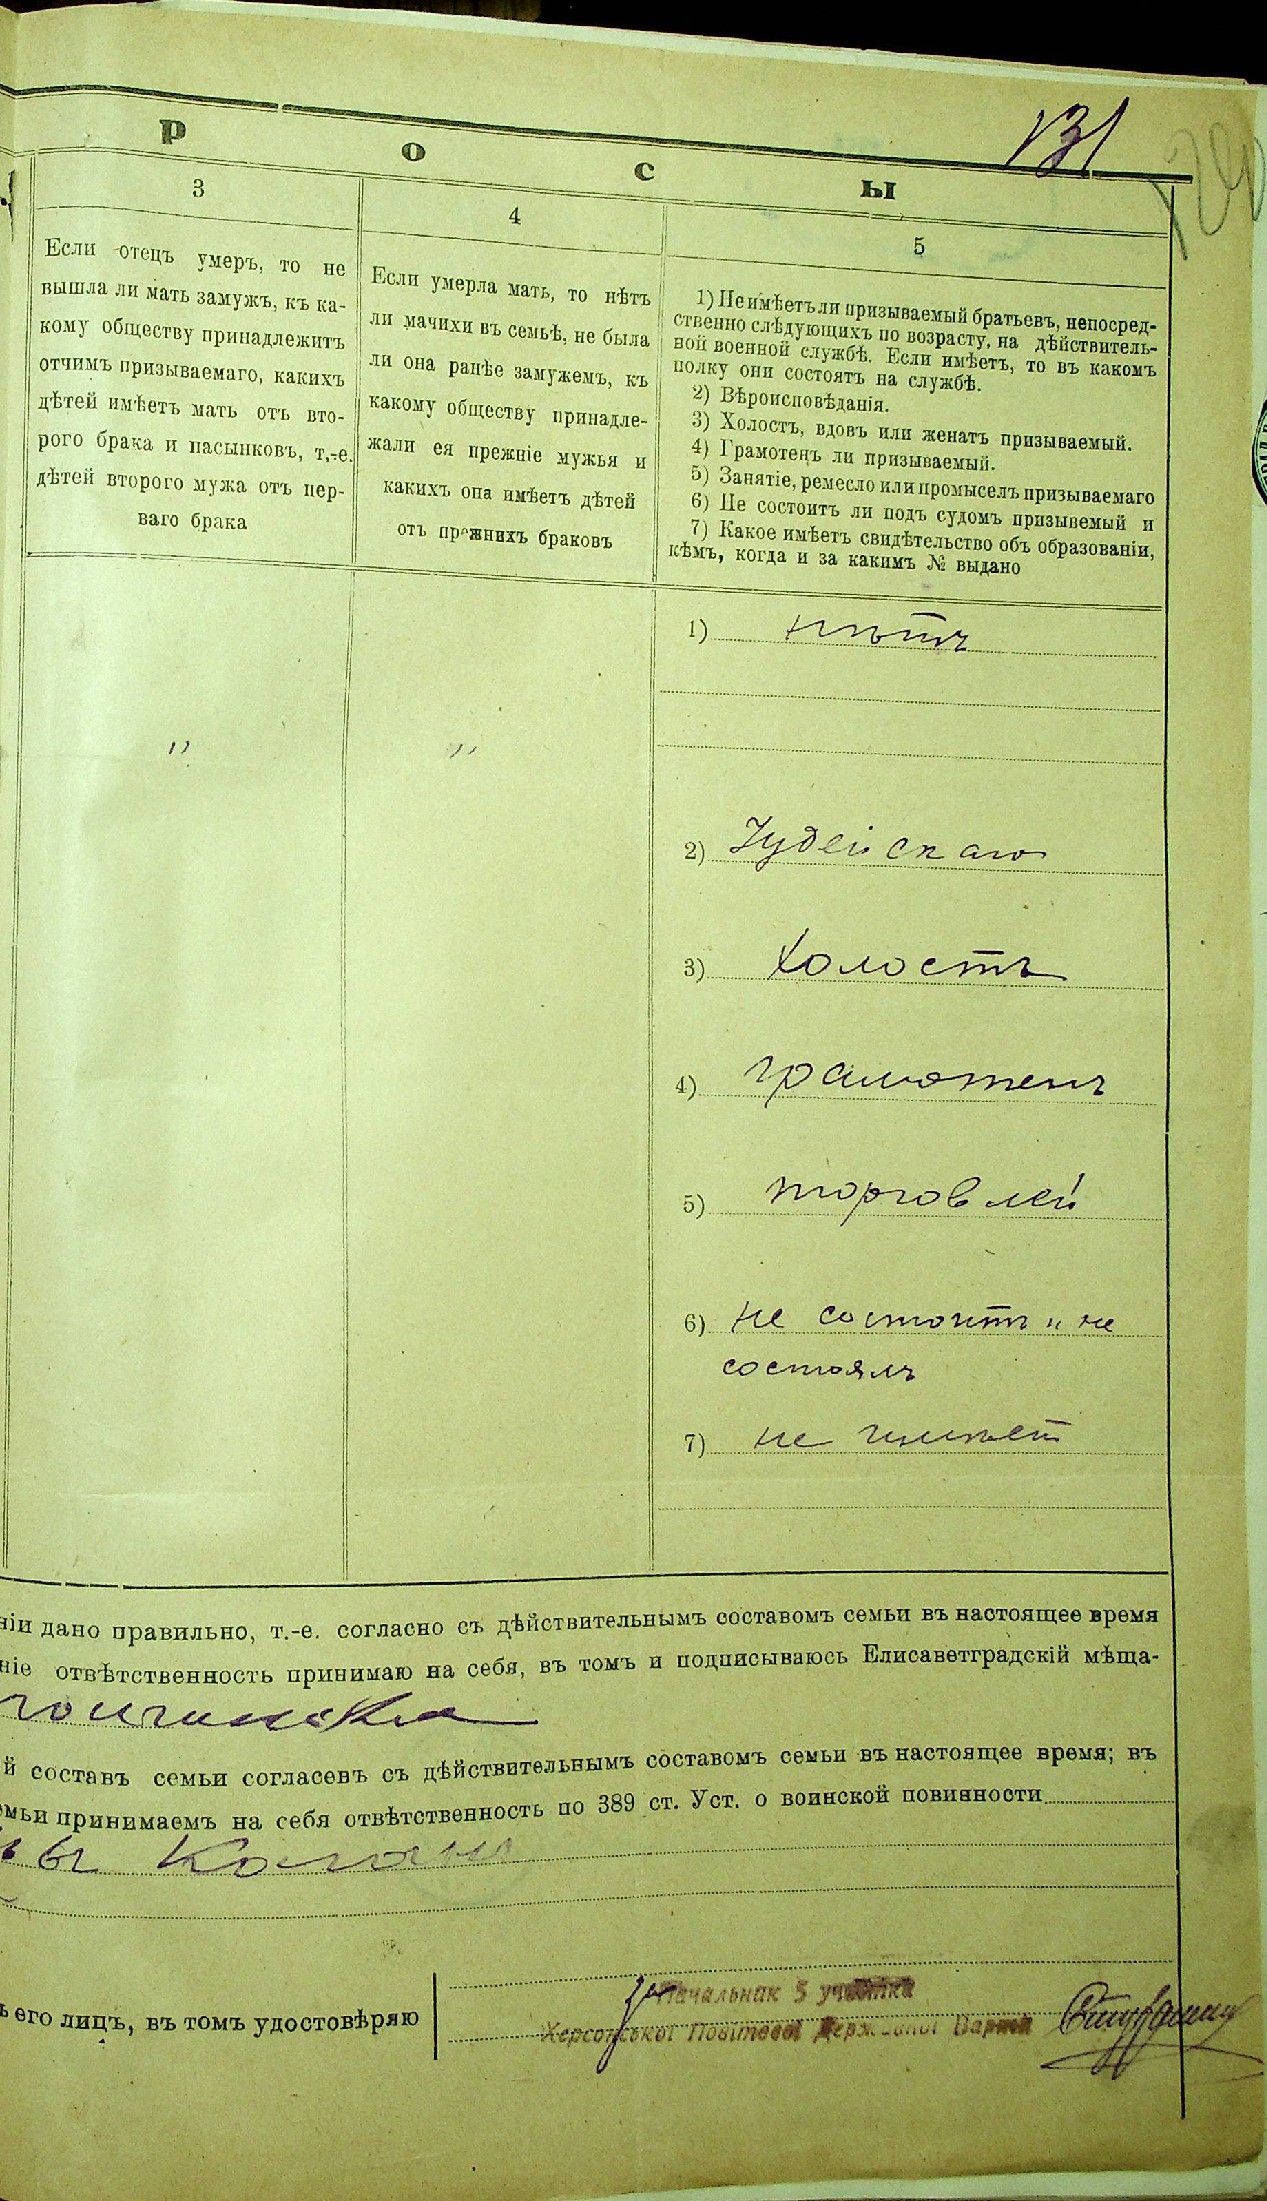 131
р о с ы
3
Если отецъ умеръ, то не
вышла ли мать замужъ, къ ка-
кому обществу принадлежитъ
отчимъ призываемаго, какихъ
дѣтей имѣетъ мать отъ вто-
рого брака и пасынковъ, т.-е.
дѣтей второго мужа отъ пер-
ваго брака
4
Если умерла мать, то нѣтъ
ли мачихи въ семьѣ, не была
ли она ранѣе замужемъ, къ
какому обществу принадле-
жали ея прежніе мужья и
какихъ она имѣетъ дѣтей
отъ прежнихъ браковъ
5
1) Не имѣетъ ли призываемый братьевъ, непосред-
ственно слѣдующихъ по возрасту, на дѣйствитель-
ной военной службѣ. Если имѣетъ, то въ какомъ
полку они состоятъ на службѣ.
2) Вѣроисповѣданія.
3) Холостъ, вдовъ или женатъ призываемый.
4) Грамотенъ ли призываемый.
5) Занятіе, ремесло или промыселъ призываемаго
6) Не состоитъ ли подъ судомъ призывемый и
7) Какое имѣетъ свидѣтельство объ образованіи,
кѣмъ, когда и за какимъ № выдано
" "
1) нѣтъ
2) Іудейскаго
3) Холостъ
4) грамотенъ
5) торговлей
6) не состоитъ и не
состоялъ
7) не имѣет
ніи дано правильно, т.-е. согласно съ дѣйствительнымъ составомъ семьи въ настоящее время
ніе отвѣтственность принимаю на себя, въ томъ и подписываюсь Елисаветградскій мѣща-
й составъ семьи согласевъ съ дѣйствительнымъ составомъ семьи въ настоящее время; въ
емьи принимаемъ на себя отвѣтственность по 389 ст. Уст. о воинской повинности
ъ его лицъ, въ томъ удостовѣряю
Начальник 5 участка
Херсонської Повітової Державної Варти